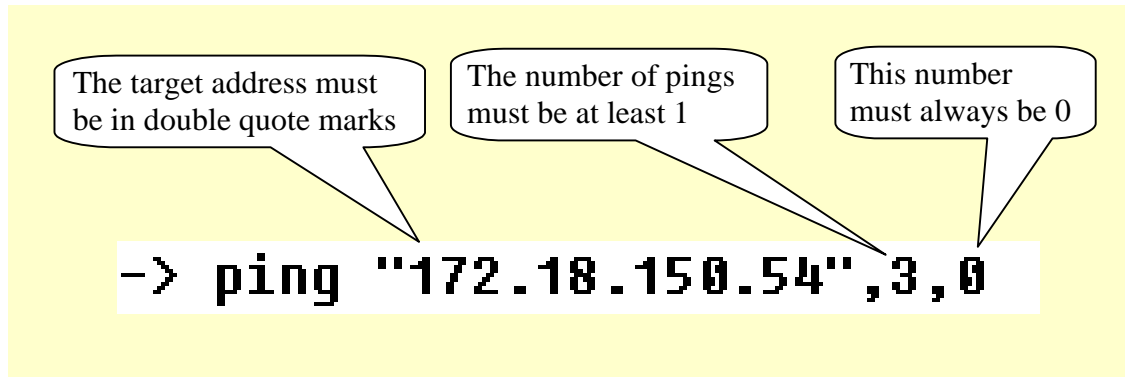 The target address must
be in double quote marks
The number of pings
must be at least 1
This number
must always be 0
-> ping "172.18.150.54",3,0